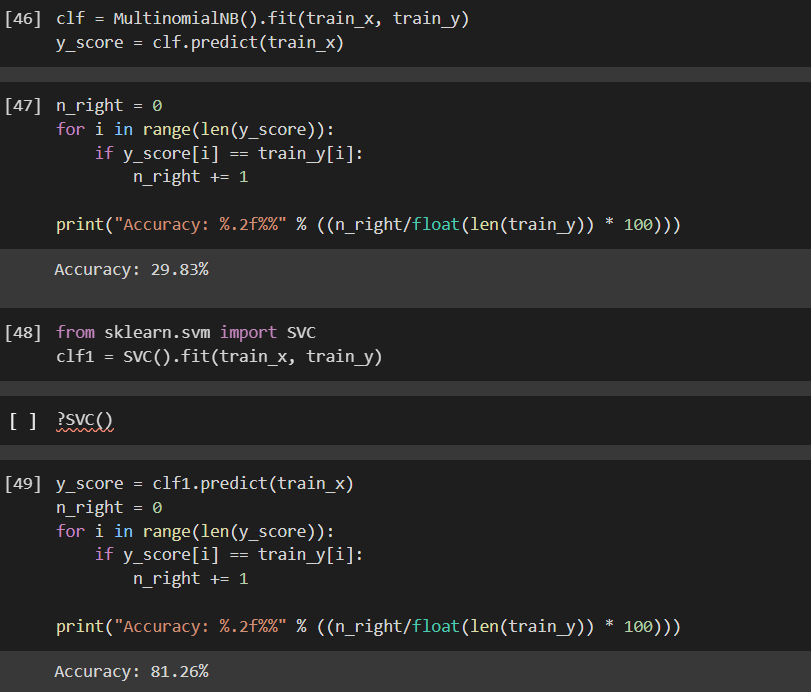 [46] clf = MultinomialNB().fit(train_x, train_y)
y_score = clf.predict(train_x)
[47] n_right = 0
for i in range(len(y_score)):
    if y_score[i] == train_y[i]:
        n_right += 1
print("Accuracy: %.2f%%" % ((n_right/float(len(train_y)) * 100)))
Accuracy: 29.83%
[48] from sklearn.svm import SVC
clf1 = SVC().fit(train_x, train_y)
[ ] ?SVC()
[49] y_score = clf1.predict(train_x)
n_right = 0
for i in range(len(y_score)):
    if y_score[i] == train_y[i]:
        n_right += 1
print("Accuracy: %.2f%%" % ((n_right/float(len(train_y)) * 100)))
Accuracy: 81.26%